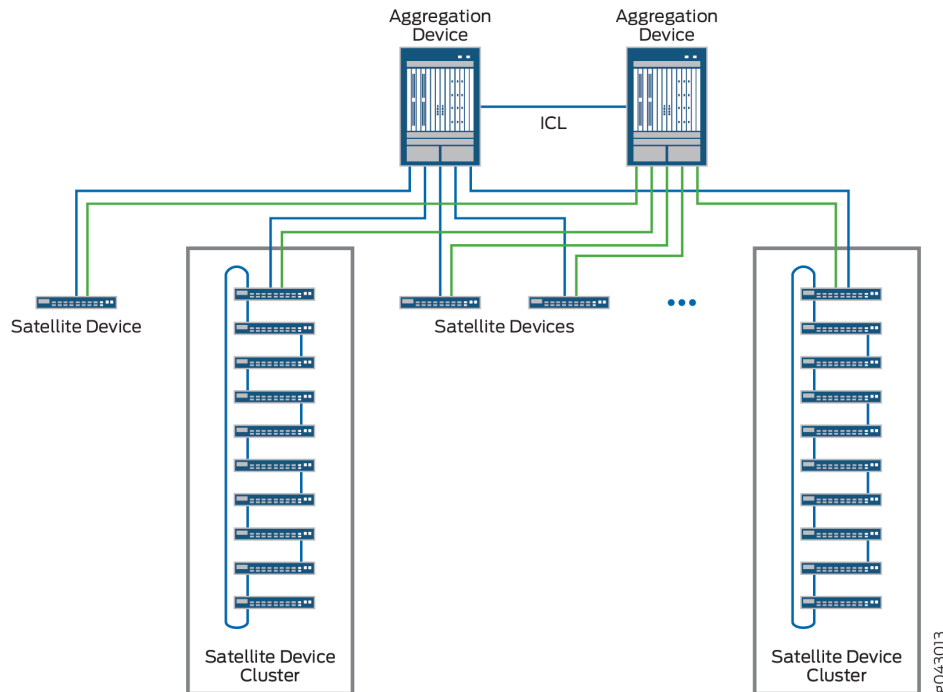 Aggregation
Device
Aggregation
Device
ICL
Satellite Device
Satellite Devices
Satellite Device
Cluster
Satellite Device
Cluster
g043013